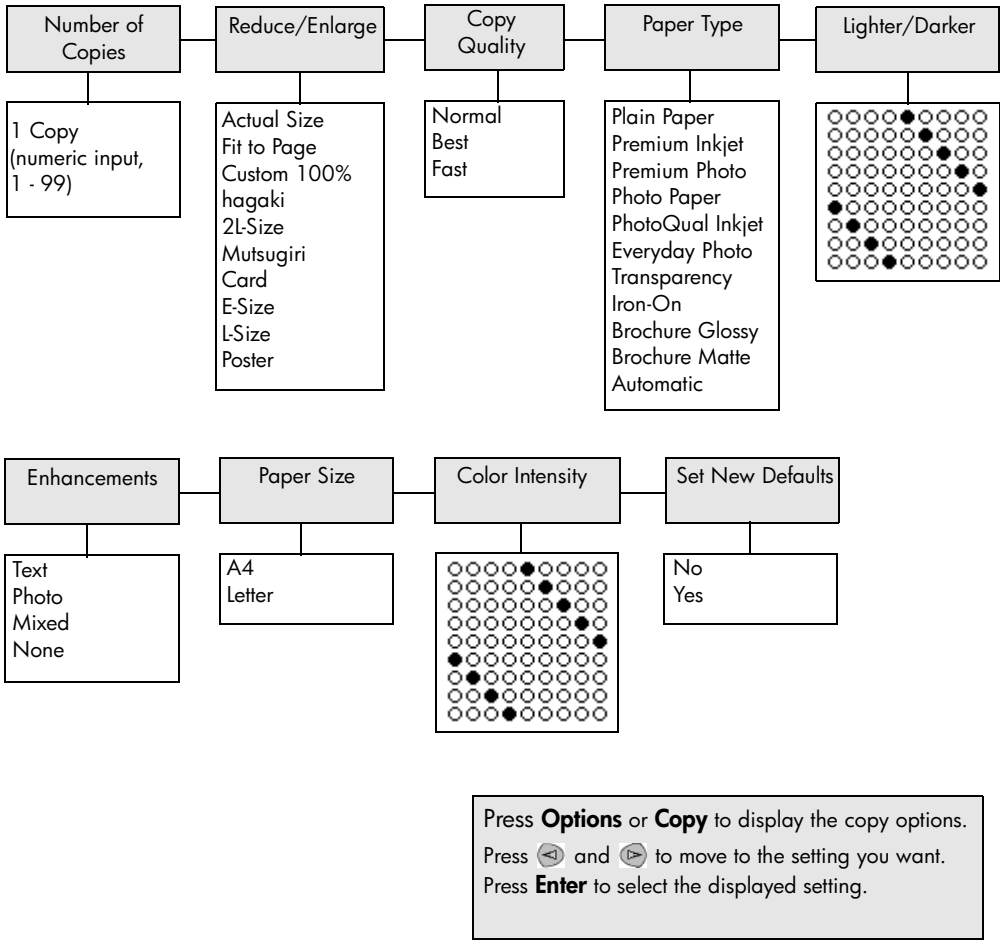 Number of
Copies
Reduce/Enlarge
Copy
Quality
Paper Type
Lighter/Darker
1 Copy
(numeric input,
1 - 99)
Actual Size
Fit to Page
Custom 100%
hagaki
2L-Size
Mutsugiri
Card
E-Size
L-Size
Poster
Normal
Best
Fast
Plain Paper
Premium Inkjet
Premium Photo
Photo Paper
PhotoQual Inkjet
Everyday Photo
Transparency
Iron-On
Brochure Glossy
Brochure Matte
Automatic
Enhancements
Paper Size
Color Intensity
Set New Defaults
Text
Photo
Mixed
None
A4
Letter
No
Yes
Press Options or Copy to display the copy options.
Press and to move to the setting you want.
Press Enter to select the displayed setting.